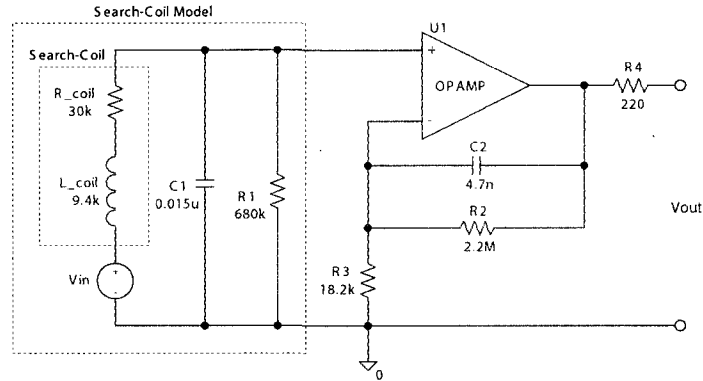 Search-Coil Model
Search-Coil
R_coil
30k
L_coil
9.4k
Vin
+
-
C1
0.015u
R1
680k
U1
+
OPAMP
-
C2
4.7n
R2
2.2M
R3
18.2k
R4
220
Vout
0